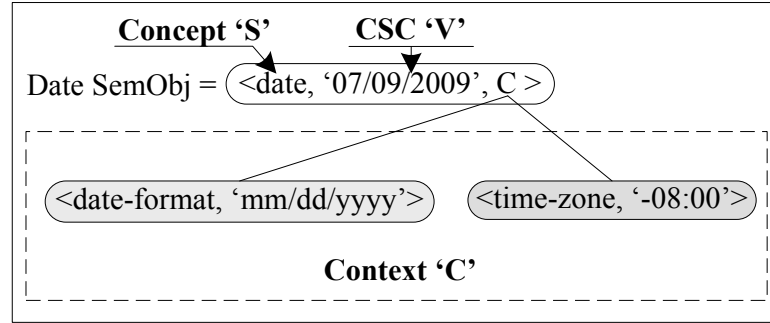 Concept ‘S’ CSC ‘V’
Date SemObj = <date, ‘07/09/2009’, C >
<date-format, ‘mm/dd/yyyy’> <time-zone, ‘-08:00’>
Context ‘C’